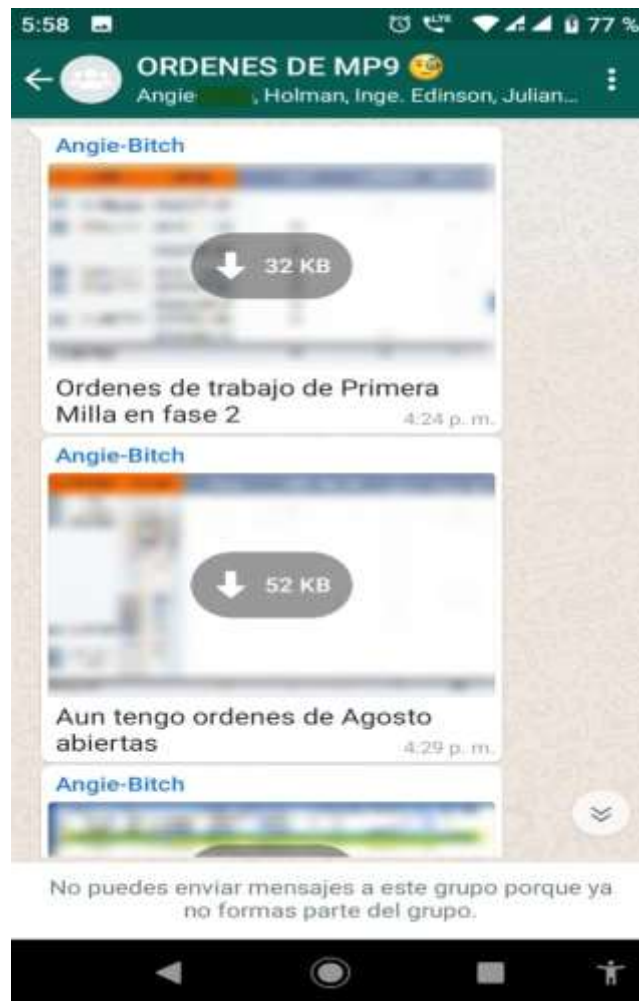 5:58
LTE
77 %
ORDENES DE MP9
Angie , Holman, Inge. Edinson, Julian...
Angie-Bitch
32 KB
Ordenes de trabajo de Primera
Milla en fase 2
4:24 p. m.
Angie-Bitch
52 KB
Aun tengo ordenes de Agosto
abiertas
4:29 p. m.
Angie-Bitch
No puedes enviar mensajes a este grupo porque ya
no formas parte del grupo.